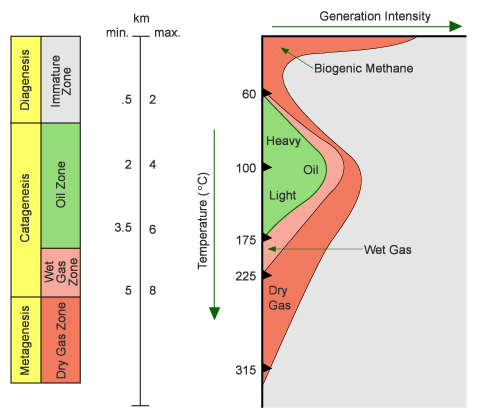 Generation Intensity
km
min. max.
Diagenesis
Immature
Zone
Biogenic Methane
.5 2
60
Catagenesis
Oil Zone
Heavy
2 4
100
Oil
Light
Temperature (°C)
3.5 6
175
Wet Gas
Wet
Gas
Zone
225
5 8
Dry
Gas
Metagenesis
Dry Gas Zone
315